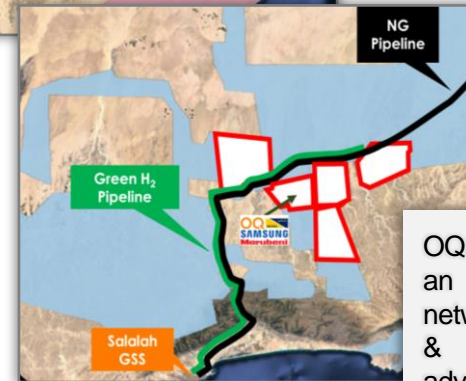 NG
Pipeline
Green H₂
Pipeline
OQ
SAMSUNG
Marubeni
Salalah
GSS
OQ
an
netw
&
adv